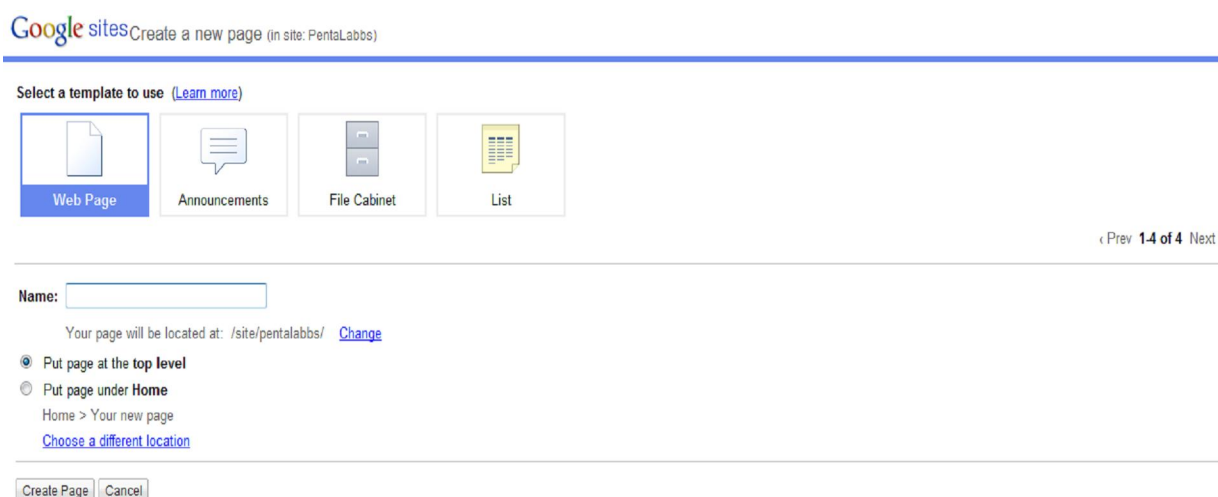 Google sites Create a new page (in site: PentaLabbs)
Select a template to use (Learn more)
Web Page Announcements File Cabinet List
‹ Prev 1-4 of 4 Next
Name:
Your page will be located at: /site/pentalabbs/ Change
Put page at the top level
Put page under Home
Home > Your new page
Choose a different location
Create Page Cancel